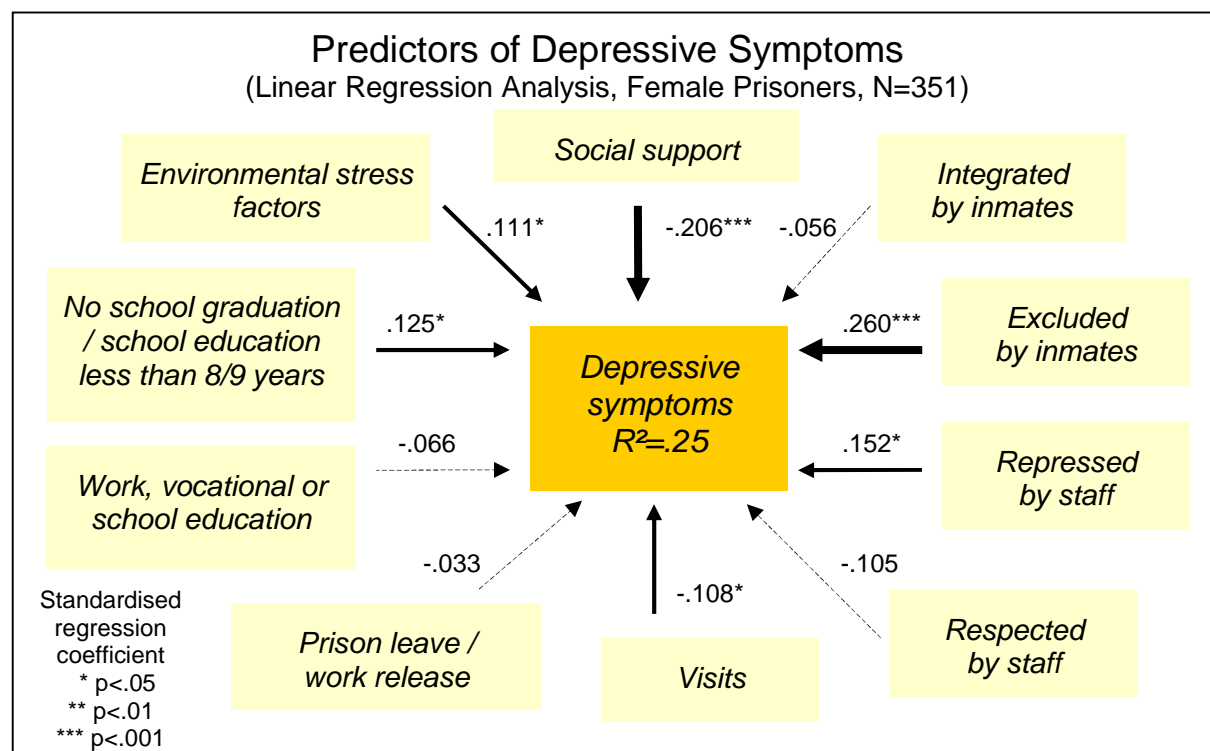 Predictors of Depressive Symptoms
(Linear Regression Analysis, Female Prisoners, N=351)
Social support
Environmental stress
factors
Integrated
by inmates
.111*
-.206***
-.056
No school graduation
/ school education
less than 8/9 years
.125*
.260***
Excluded
by inmates
Depressive
symptoms
R²=.25
Work, vocational or
school education
-.066
.152*
Repressed
by staff
-.033
-.108*
-.105
Prison leave /
work release
Visits
Respected
by staff
Standardised
regression
coefficient
* p<.05
** p<.01
*** p<.001